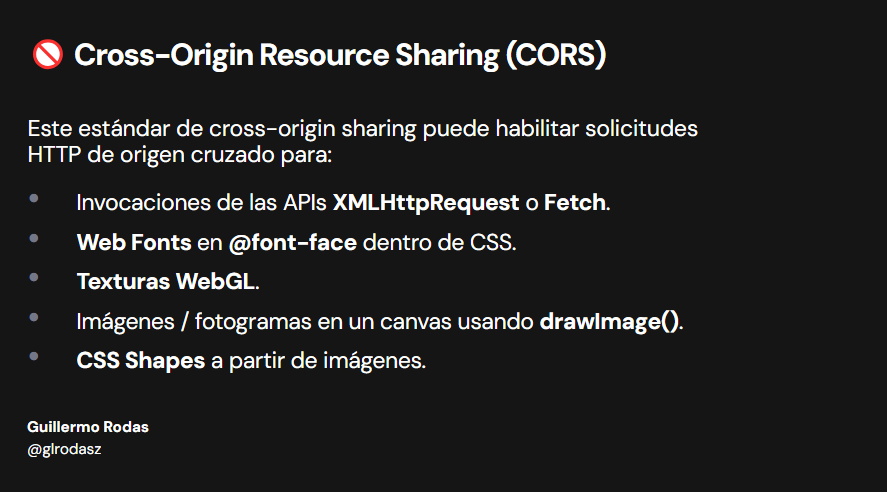 🚫 Cross-Origin Resource Sharing (CORS)
Este estándar de cross-origin sharing puede habilitar solicitudes
HTTP de origen cruzado para:
• Invocaciones de las APIs XMLHttpRequest o Fetch.
• Web Fonts en @font-face dentro de CSS.
• Texturas WebGL.
• Imágenes / fotogramas en un canvas usando drawImage().
• CSS Shapes a partir de imágenes.
Guillermo Rodas
@glrodasz